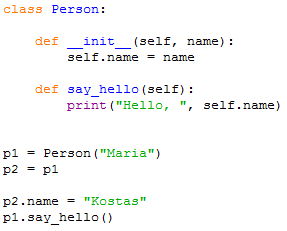 class Person:
    def __init__(self, name):
        self.name = name
    def say_hello(self):
        print("Hello, ", self.name)
p1 = Person("Maria")
p2 = p1
p2.name = "Kostas"
p1.say_hello()